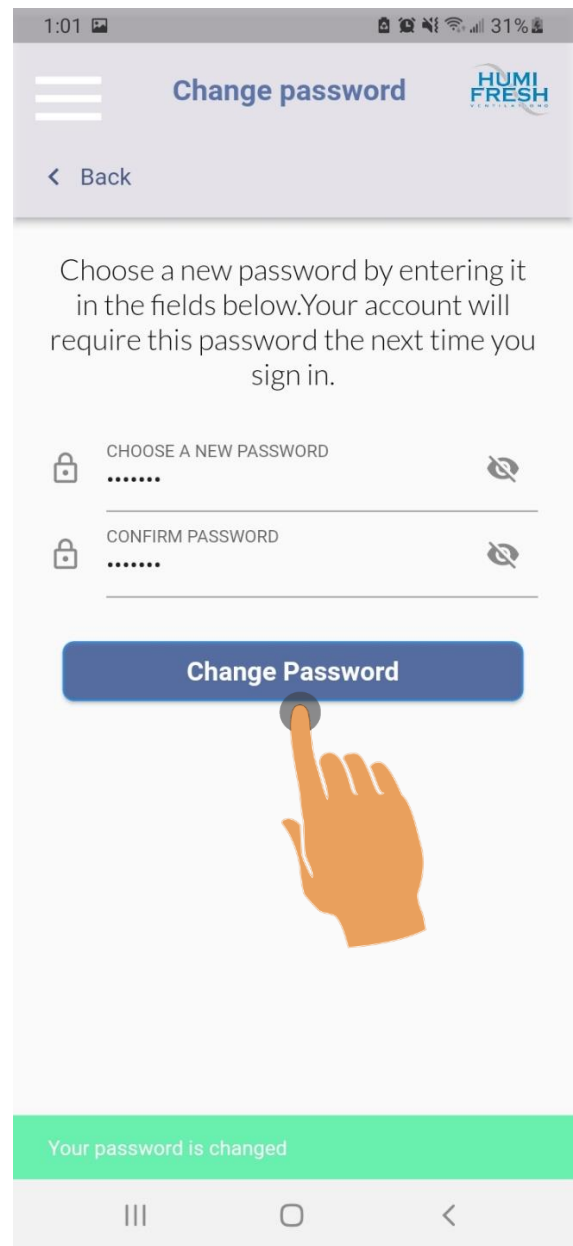 1:01 31%
Change password
HUMI
FRESH
VENTILATIONS
Back
Choose a new password by entering it
in the fields below.Your account will
require this password the next time you
sign in.
CHOOSE A NEW PASSWORD
•••••••
CONFIRM PASSWORD
•••••••
Change Password
Your password is changed